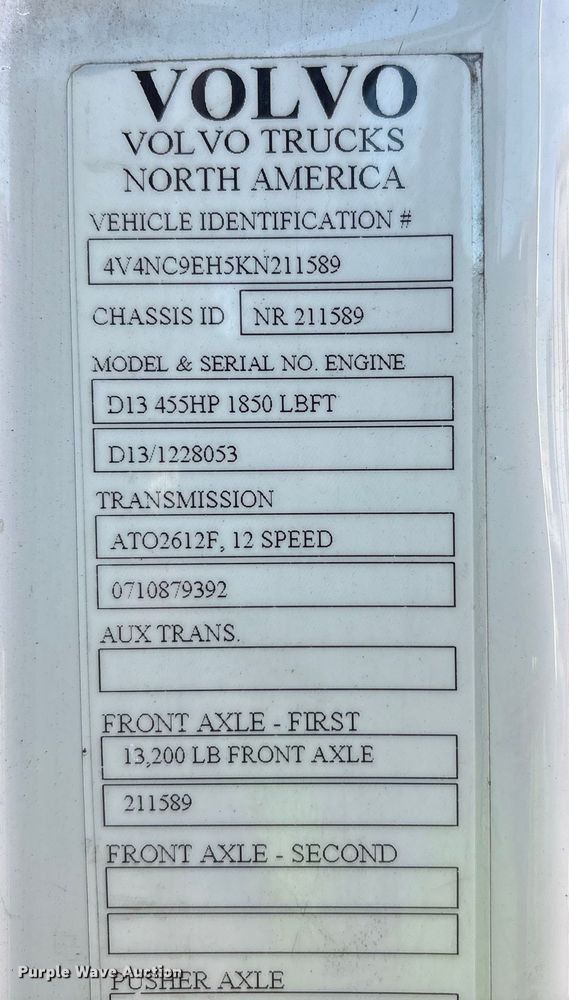 VOLVO
VOLVO TRUCKS
NORTH AMERICA
VEHICLE IDENTIFICATION #
4V4NC9EH5KN211589
CHASSIS ID NR 211589
MODEL & SERIAL NO. ENGINE
D13 455HP 1850 LBFT
D13/1228053
TRANSMISSION
ATO2612F, 12 SPEED
0710879392
AUX TRANS.
FRONT AXLE - FIRST
13,200 LB FRONT AXLE
211589
FRONT AXLE - SECOND
Purple Wave Auction
PUSHER AXLE